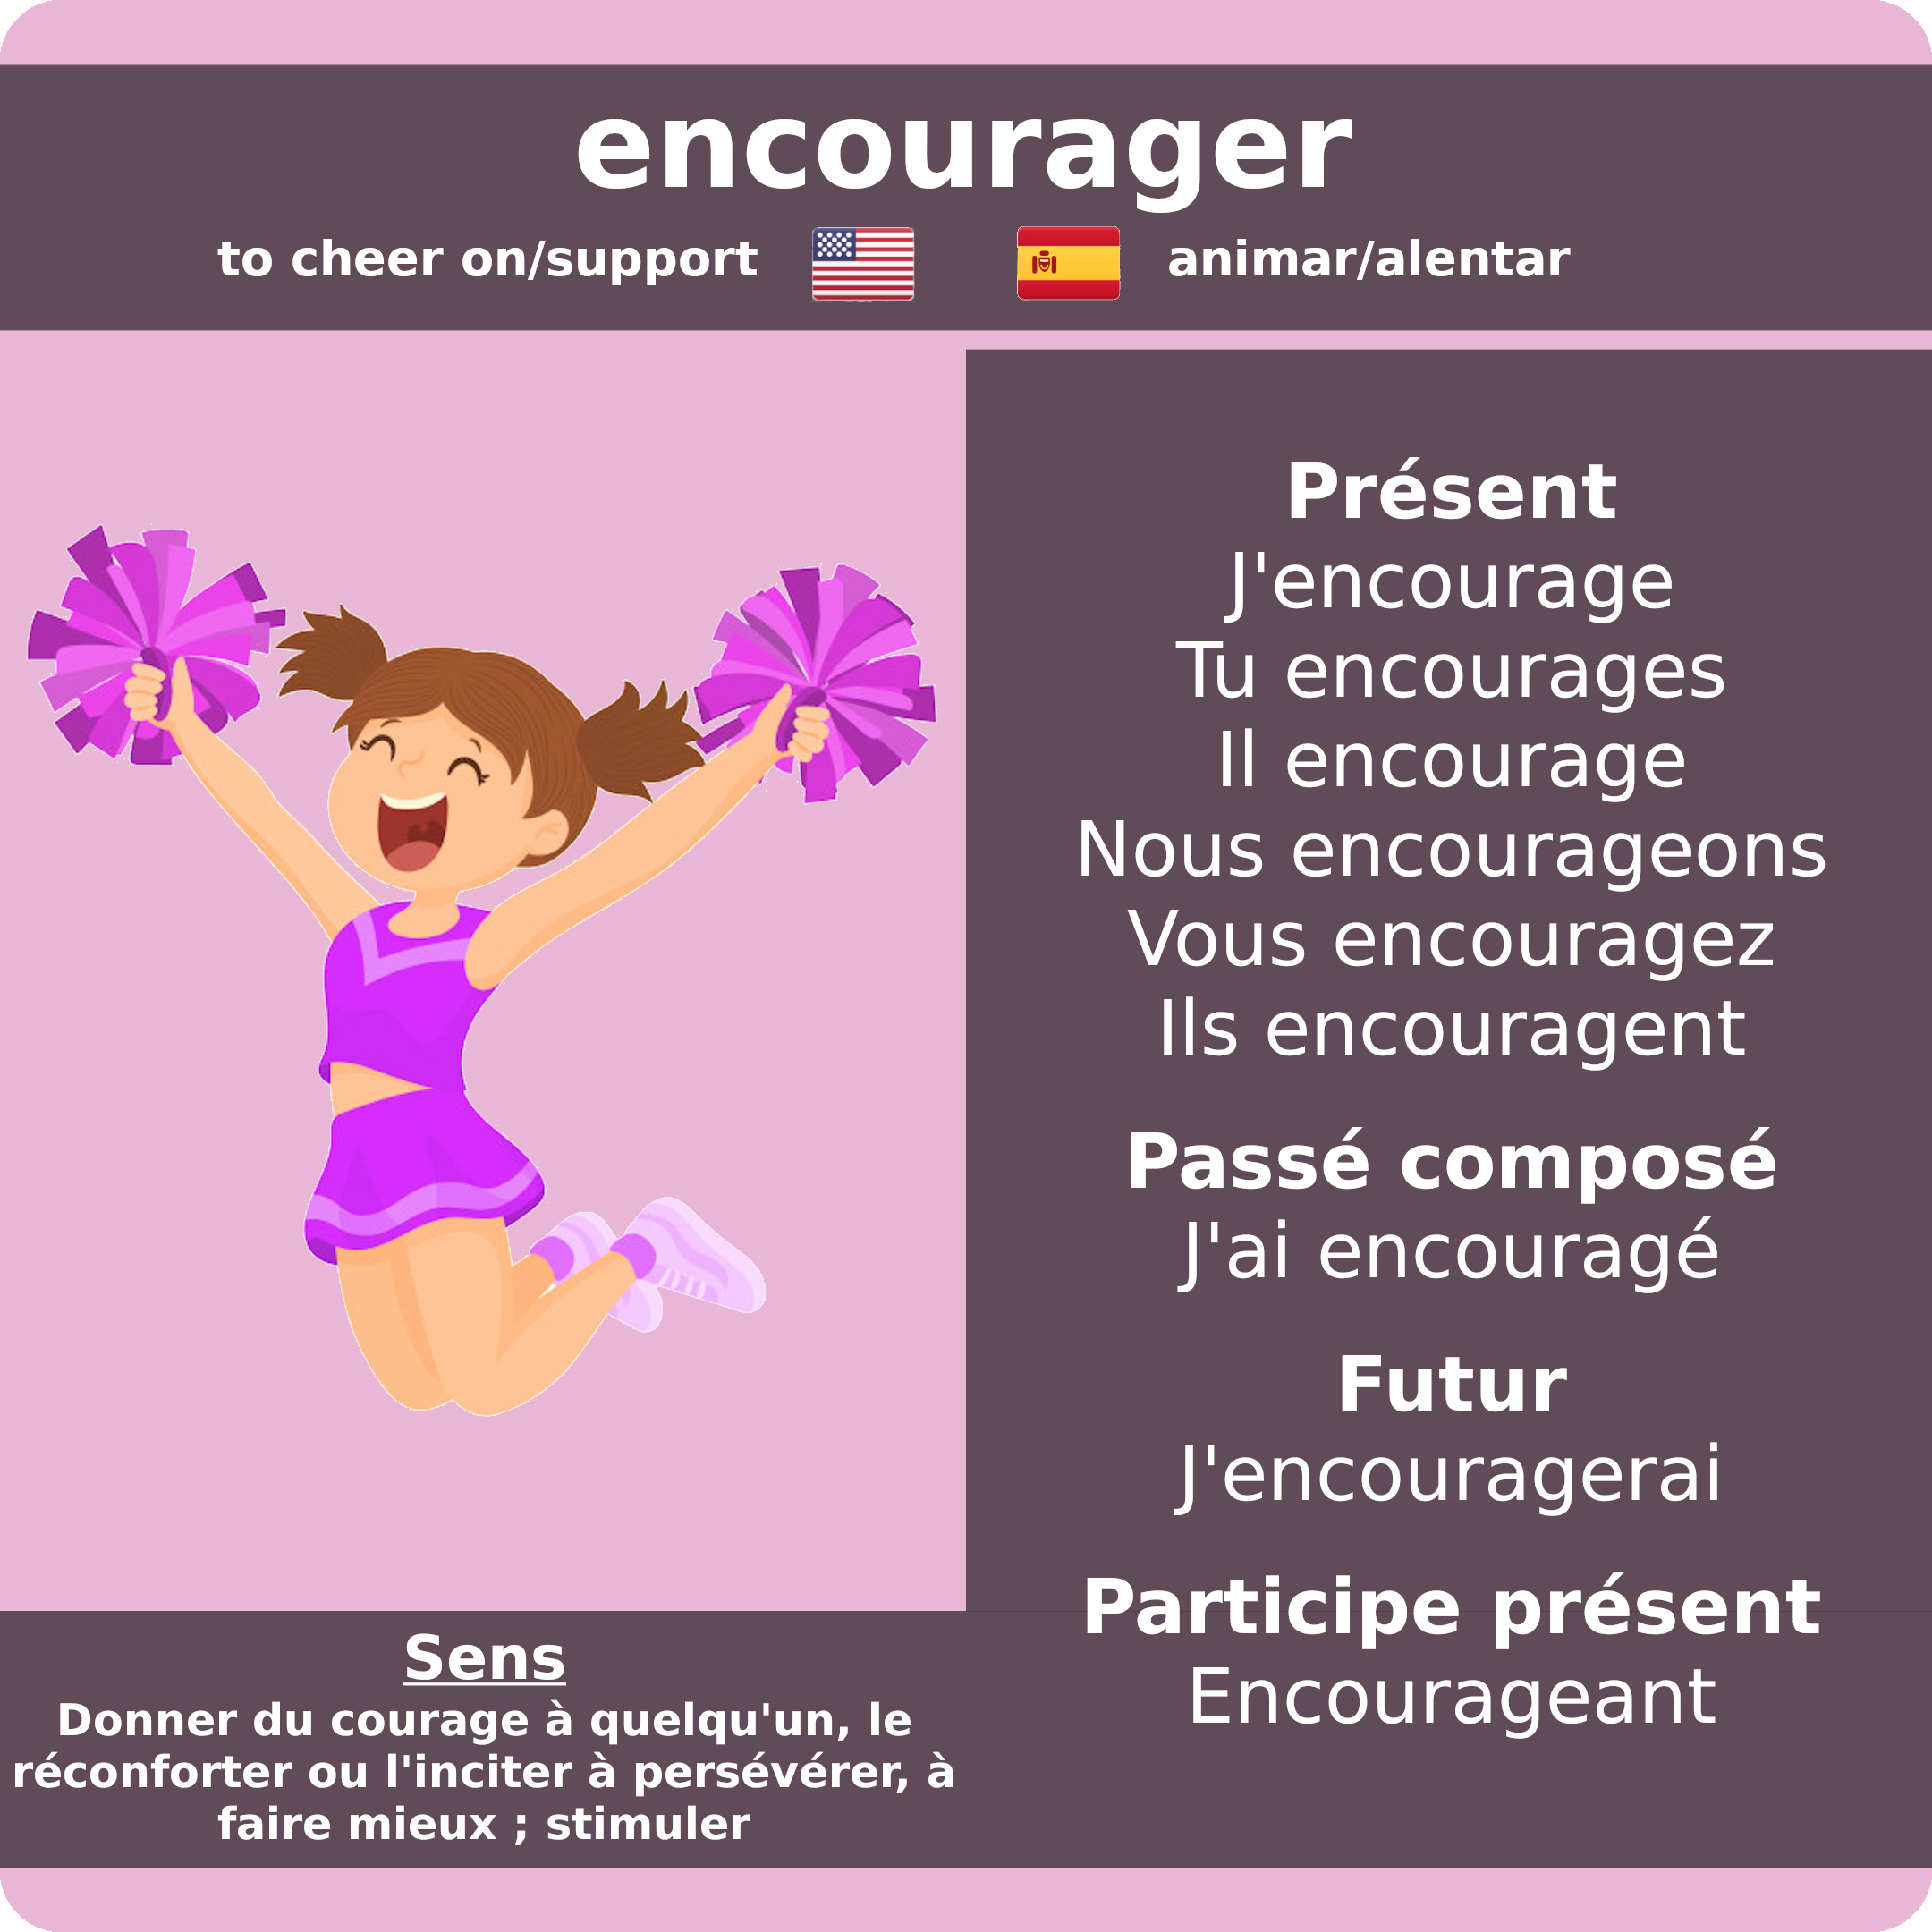 encourager
to cheer on/support
animar/alentar
Présent
J'encourage
Tu encourages
Il encourage
Nous encourageons
Vous encouragez
Ils encouragent
Passé composé
J'ai encouragé
Futur
J'encouragerai
Participe présent
Encourageant
Sens
Donner du courage à quelqu'un, le
réconforter ou l'inciter à persévérer, à
faire mieux ; stimuler